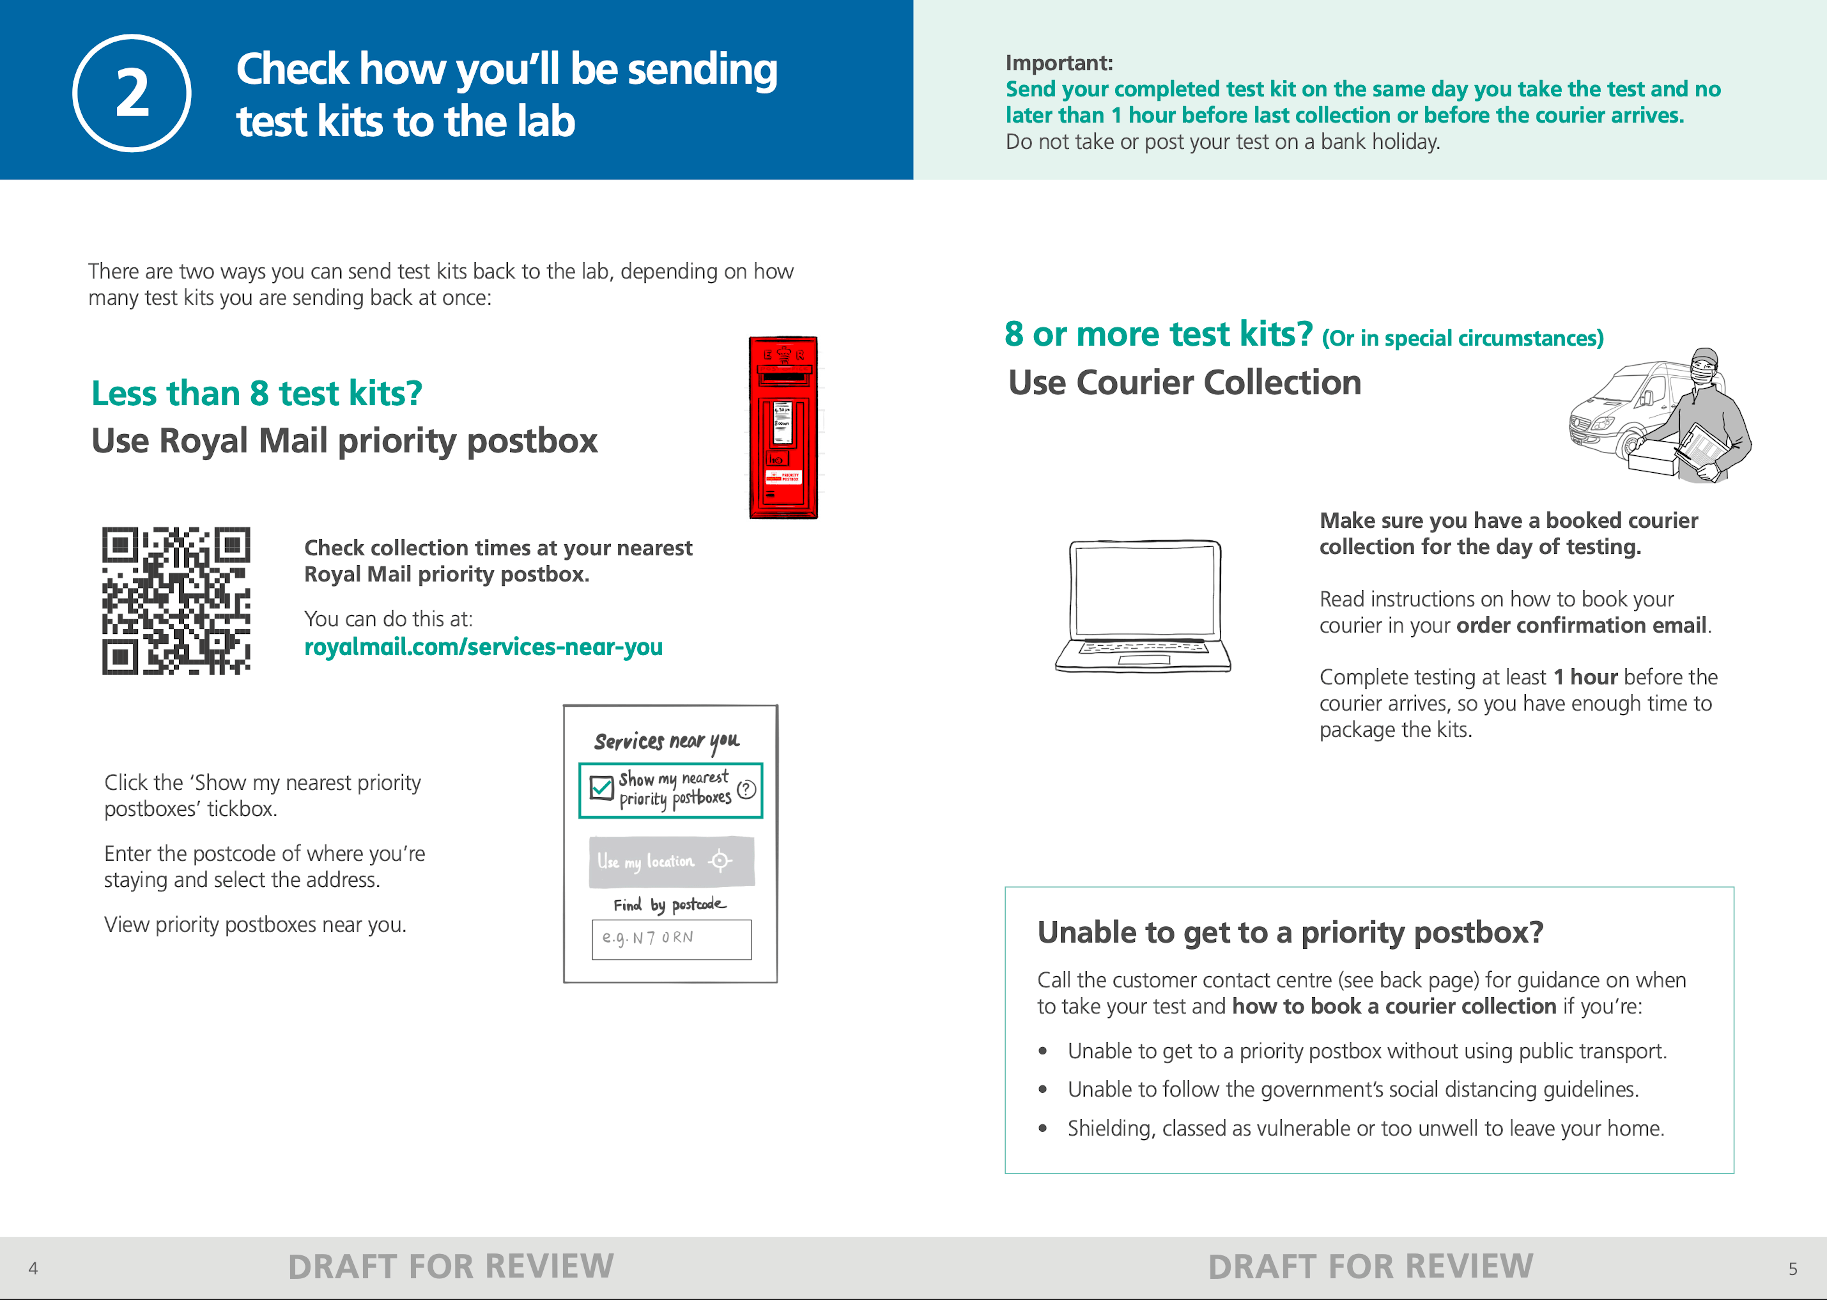 2
Check how you’ll be sending
test kits to the lab
There are two ways you can send test kits back to the lab, depending on how
many test kits you are sending back at once:
Less than 8 test kits?
Use Royal Mail priority postbox
E R
PRIORITY
POSTBOX
Check collection times at your nearest
Royal Mail priority postbox.
You can do this at:
royalmail.com/services-near-you
Click the ‘Show my nearest priority
postboxes’ tickbox.
Enter the postcode of where you’re
staying and select the address.
View priority postboxes near you.
Services near you
Show my nearest
priority postboxes ?
Use my location
Find by postcode
e.g. N7 0RN
4
DRAFT FOR REVIEW
Important:
Send your completed test kit on the same day you take the test and no
later than 1 hour before last collection or before the courier arrives.
Do not take or post your test on a bank holiday.
8 or more test kits? (Or in special circumstances)
Use Courier Collection
Make sure you have a booked courier
collection for the day of testing.
Read instructions on how to book your
courier in your order confirmation email.
Complete testing at least 1 hour before the
courier arrives, so you have enough time to
package the kits.
Unable to get to a priority postbox?
Call the customer contact centre (see back page) for guidance on when
to take your test and how to book a courier collection if you’re:
• Unable to get to a priority postbox without using public transport.
• Unable to follow the government’s social distancing guidelines.
• Shielding, classed as vulnerable or too unwell to leave your home.
DRAFT FOR REVIEW
5